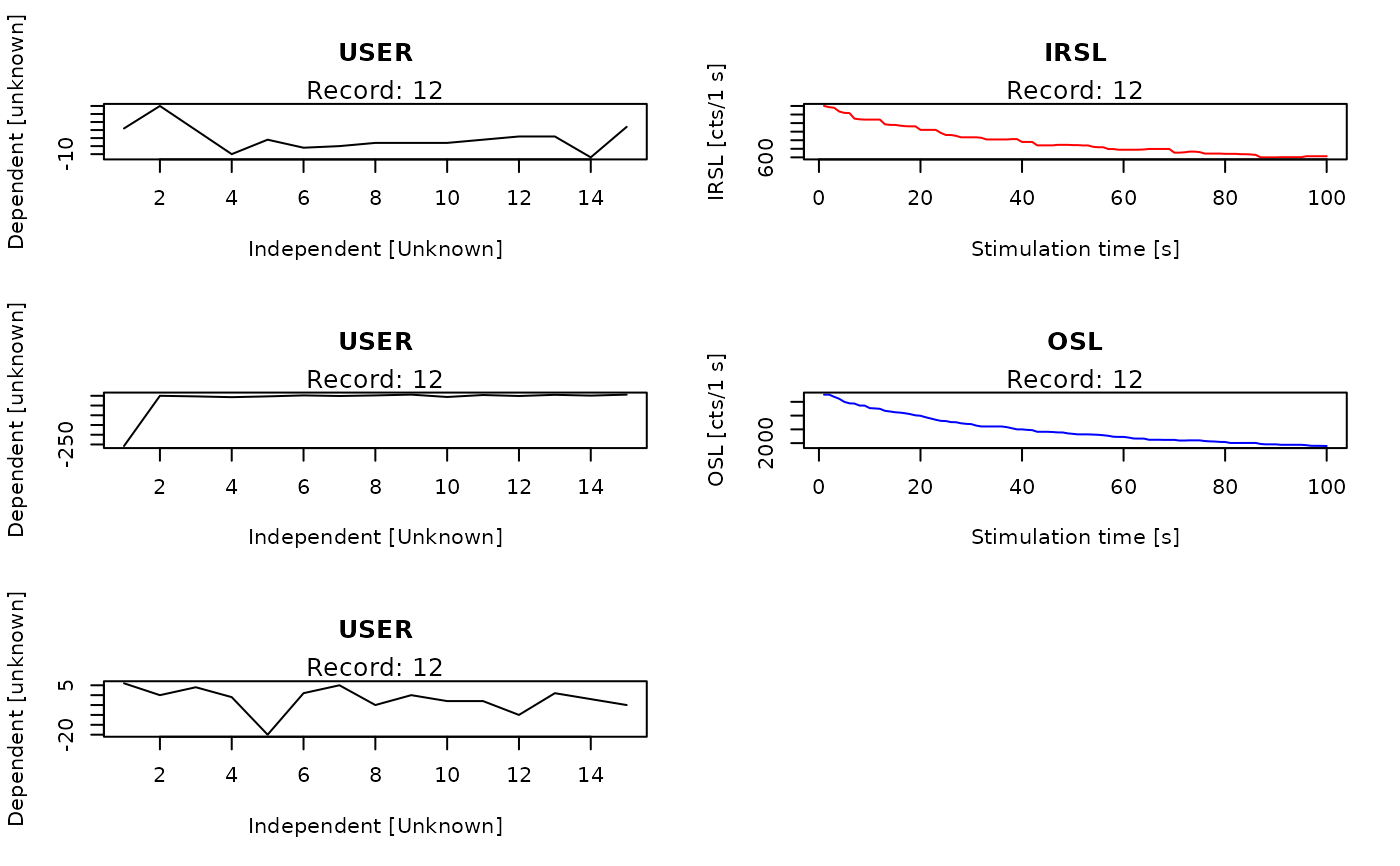 USER
Record: 12
Dependent [unknown]
-10
2 4 6 8 10 12 14
Independent [Unknown]
IRSL
Record: 12
IRSL [cts/1 s]
600
0 20 40 60 80 100
Stimulation time [s]
USER
Record: 12
Dependent [unknown]
-250
2 4 6 8 10 12 14
Independent [Unknown]
OSL
Record: 12
OSL [cts/1 s]
2000
0 20 40 60 80 100
Stimulation time [s]
USER
Record: 12
Dependent [unknown]
5
-20
2 4 6 8 10 12 14
Independent [Unknown]